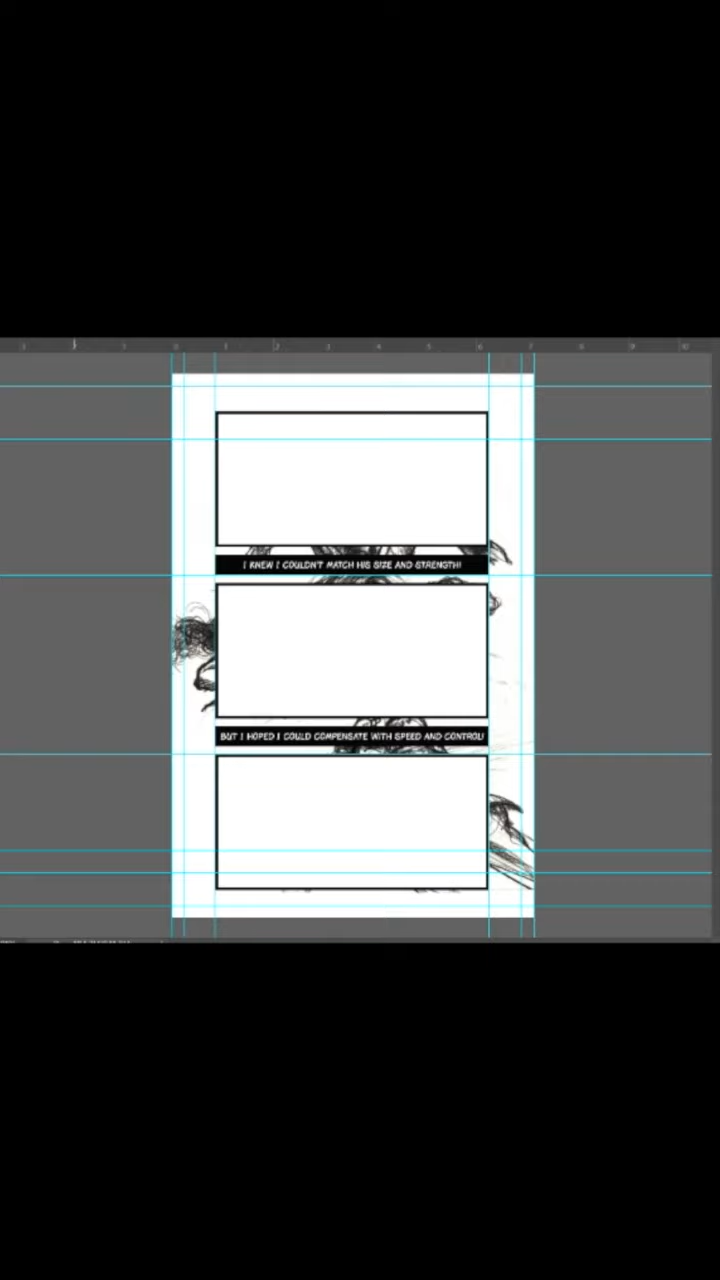 I KNEW I COULDN'T MATCH HIS SIZE AND STRENGTH!
BUT I HOPED I COULD COMPENSATE WITH SPEED AND CONTROL!